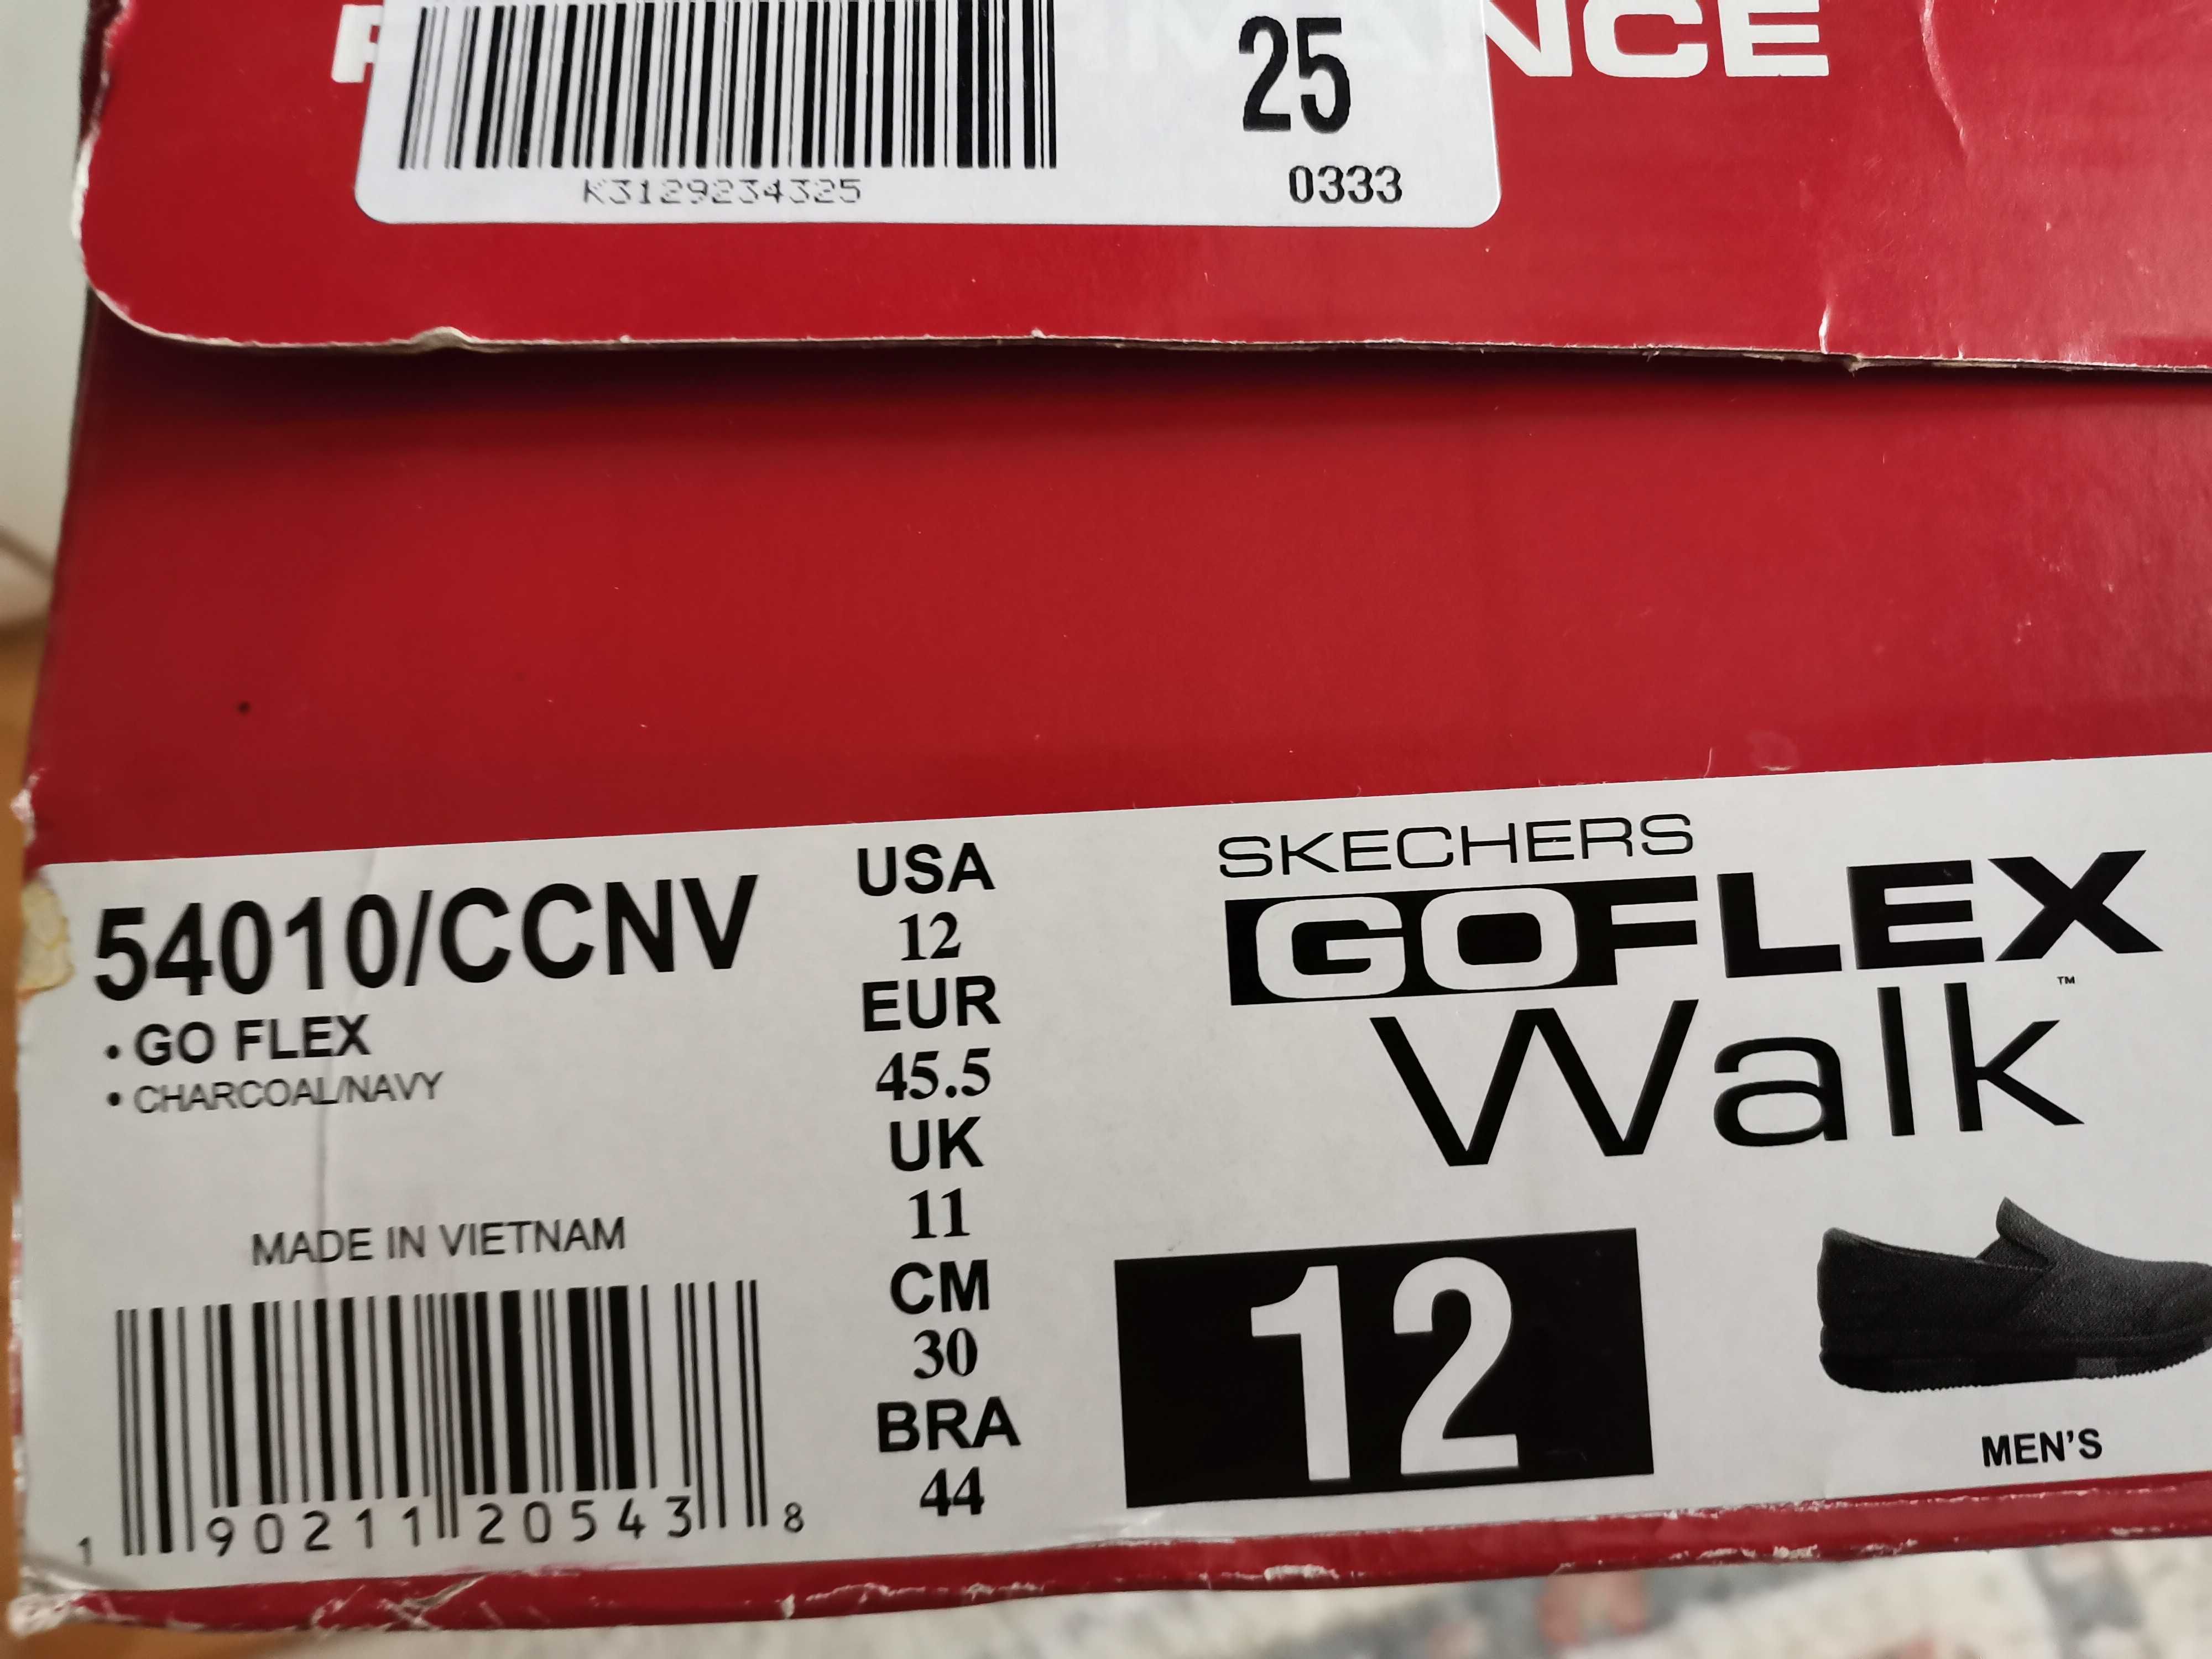 25
K3129234325
0333
NCE
54010/CCNV
• GO FLEX
• CHARCOAL/NAVY
MADE IN VIETNAM
1 90211 20543 8
USA
12
EUR
45.5
UK
11
CM
30
BRA
44
SKECHERS
GOFLEX
Walk™
12
MEN'S